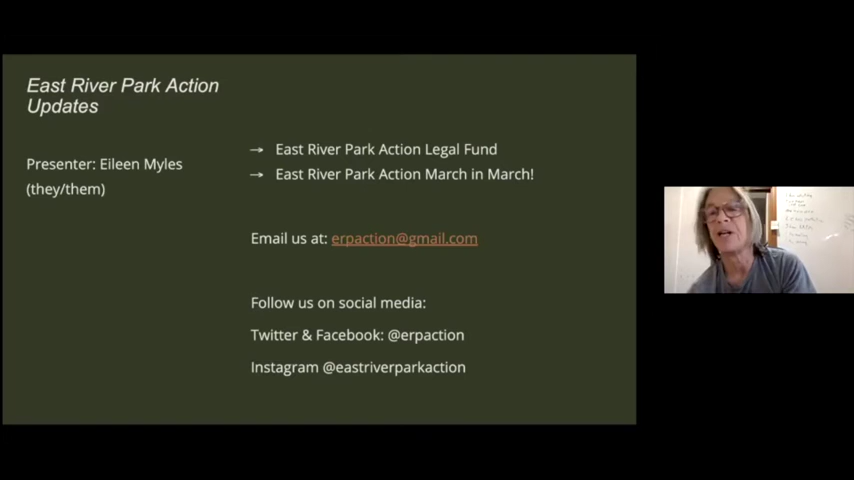 East River Park Action
Updates
Presenter: Eileen Myles
(they/them)
→ East River Park Action Legal Fund
→ East River Park Action March in March!
Email us at: erpaction@gmail.com
Follow us on social media:
Twitter & Facebook: @erpaction
Instagram @eastriverparkaction